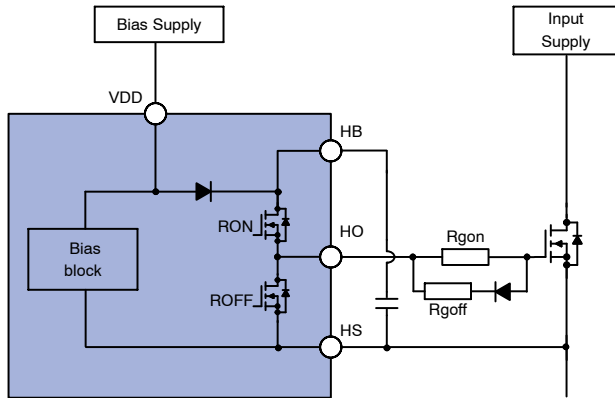 Bias Supply
Input
Supply
VDD
HB
RON
HO
Rgon
Bias
block
ROFF
Rgoff
HS